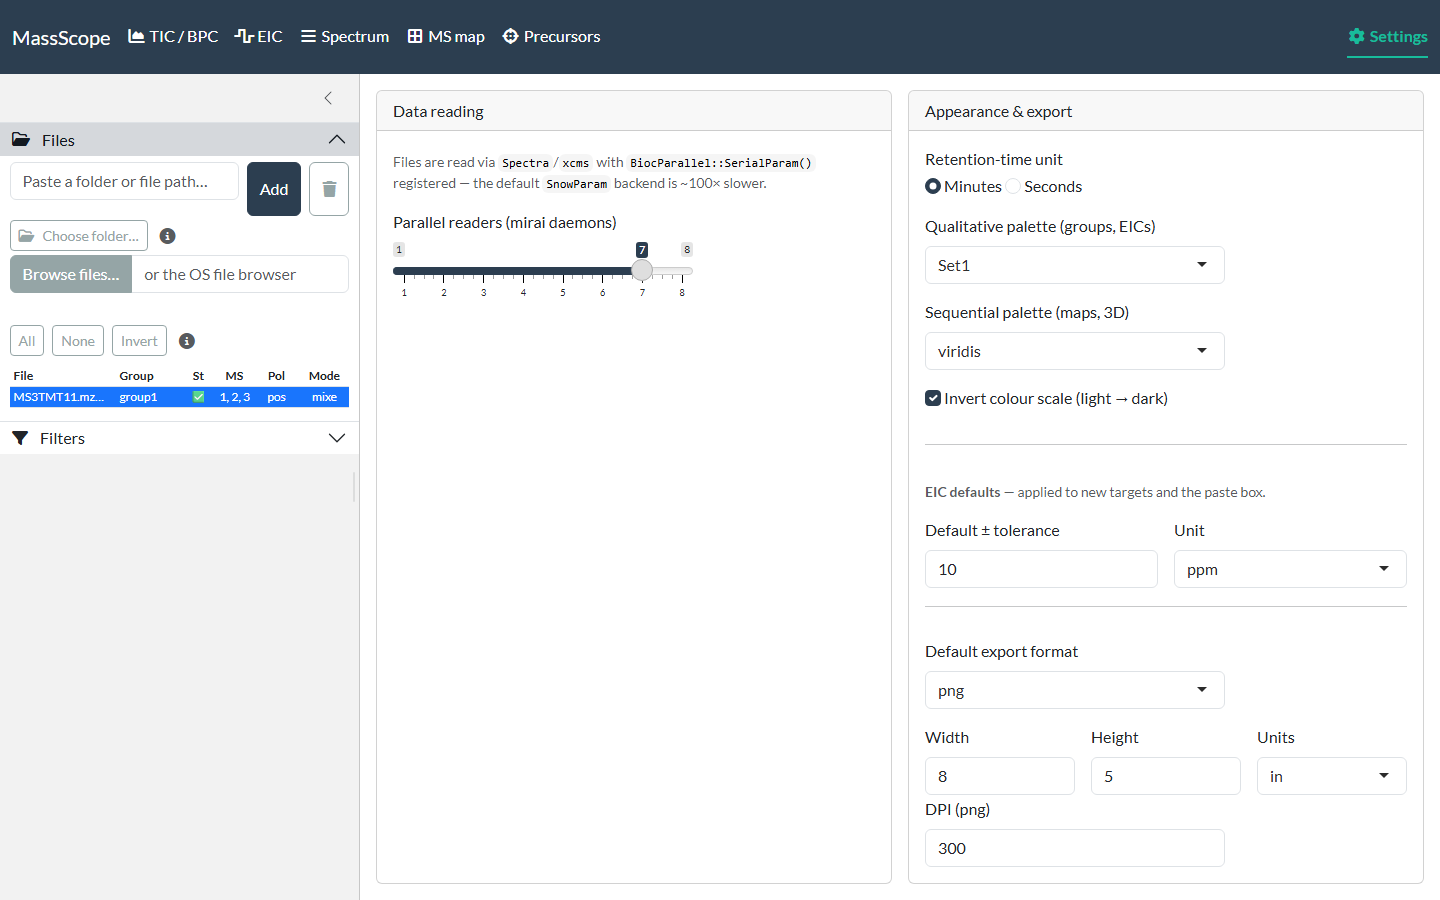 MassScope TIC / BPC EIC Spectrum MS map Precursors Settings
Files
Paste a folder or file path...
Add
Choose folder...
Browse files... or the OS file browser
All None Invert
File Group St MS Pol Mode
MS3TMT11.mz... group1 1, 2, 3 pos mixe
Filters
Data reading
Files are read via Spectra / xcms with BiocParallel::SerialParam()
registered — the default SnowParam backend is ~100× slower.
Parallel readers (mirai daemons)
1 7 8
1 2 3 4 5 6 7 8
Appearance & export
Retention-time unit
Minutes Seconds
Qualitative palette (groups, EICs)
Set1
Sequential palette (maps, 3D)
viridis
Invert colour scale (light → dark)
EIC defaults — applied to new targets and the paste box.
Default ± tolerance Unit
10 ppm
Default export format
png
Width Height Units
8 5 in
DPI (png)
300